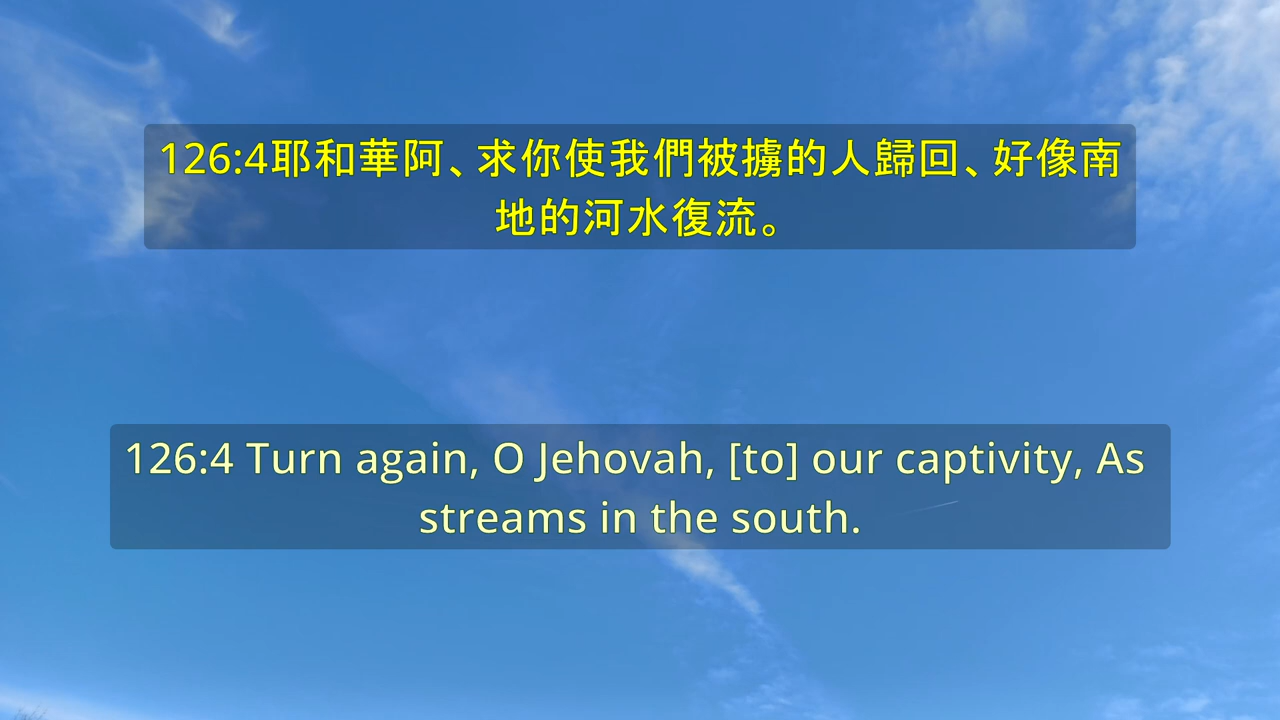 126:4耶和華阿、求你使我們被擄的人歸回、好像南
地的河水復流。
126:4 Turn again, O Jehovah, [to] our captivity, As
streams in the south.